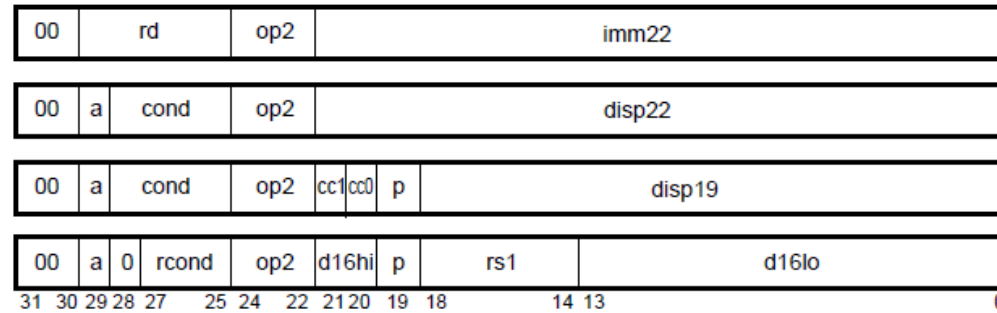 00 rd op2 imm22
00 a cond op2 disp22
00 a cond op2 cc1 cc0 p disp19
00 a 0 rcond op2 d16hi p rs1 d16lo
31 30 29 28 27 25 24 22 21 20 19 18 14 13